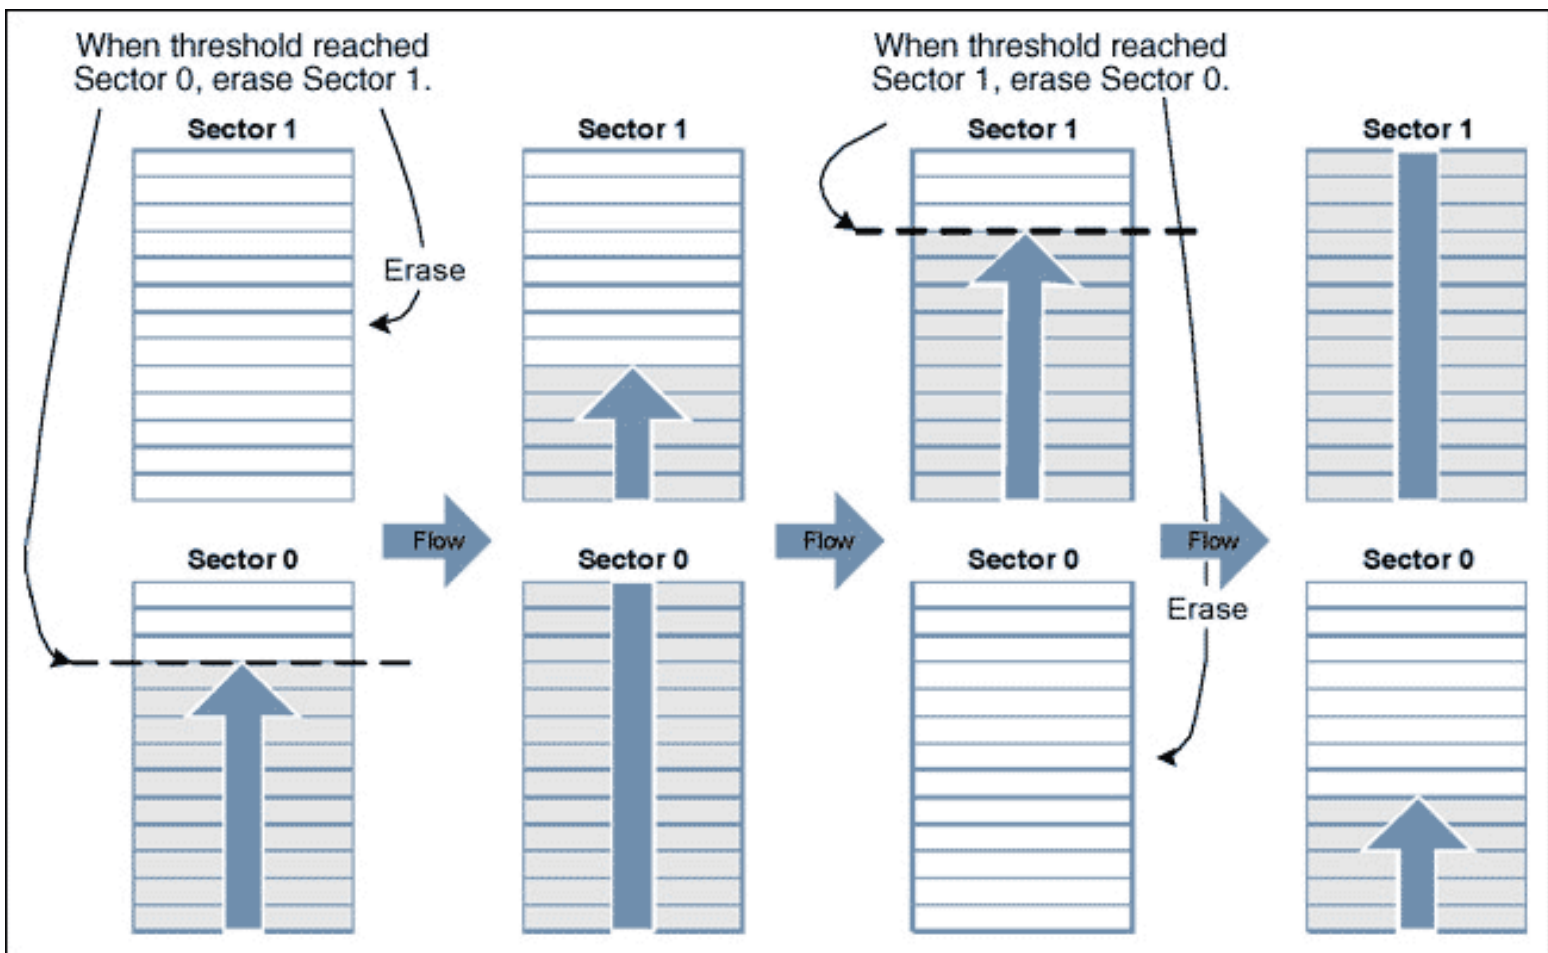 When threshold reached
Sector 0, erase Sector 1.
When threshold reached
Sector 1, erase Sector 0.
Sector 1
Sector 1
Sector 1
Sector 1
Erase
Flow
Flow
Flow
Sector 0
Sector 0
Sector 0
Sector 0
Erase